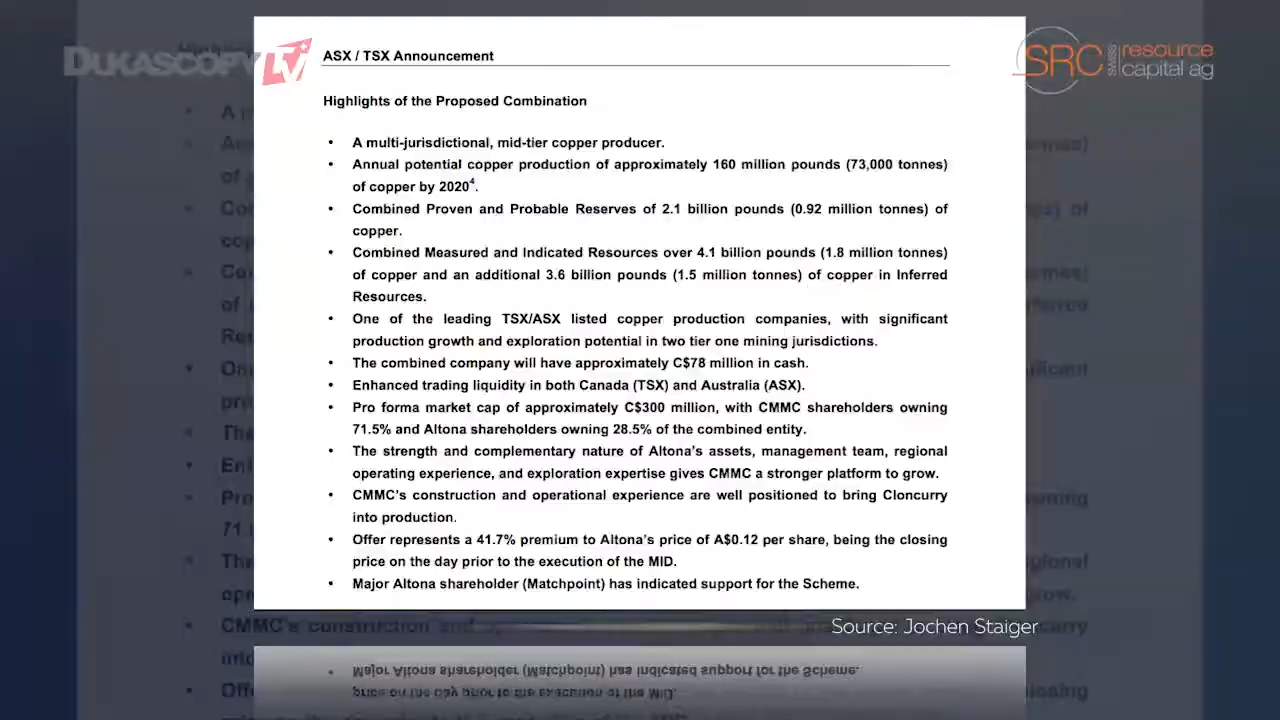 DUKASCOPY TV
SRC swiss resource capital ag
ASX / TSX Announcement
Highlights of the Proposed Combination
• A multi-jurisdictional, mid-tier copper producer.
• Annual potential copper production of approximately 160 million pounds (73,000 tonnes)
of copper by 2020⁴.
• Combined Proven and Probable Reserves of 2.1 billion pounds (0.92 million tonnes) of
copper.
• Combined Measured and Indicated Resources over 4.1 billion pounds (1.8 million tonnes)
of copper and an additional 3.6 billion pounds (1.5 million tonnes) of copper in Inferred
Resources.
• One of the leading TSX/ASX listed copper production companies, with significant
production growth and exploration potential in two tier one mining jurisdictions.
• The combined company will have approximately C$78 million in cash.
• Enhanced trading liquidity in both Canada (TSX) and Australia (ASX).
• Pro forma market cap of approximately C$300 million, with CMMC shareholders owning
71.5% and Altona shareholders owning 28.5% of the combined entity.
• The strength and complementary nature of Altona's assets, management team, regional
operating experience, and exploration expertise gives CMMC a stronger platform to grow.
• CMMC's construction and operational experience are well positioned to bring Cloncurry
into production.
• Offer represents a 41.7% premium to Altona's price of A$0.12 per share, being the closing
price on the day prior to the execution of the MID.
• Major Altona shareholder (Matchpoint) has indicated support for the Scheme.
Source: Jochen Staiger